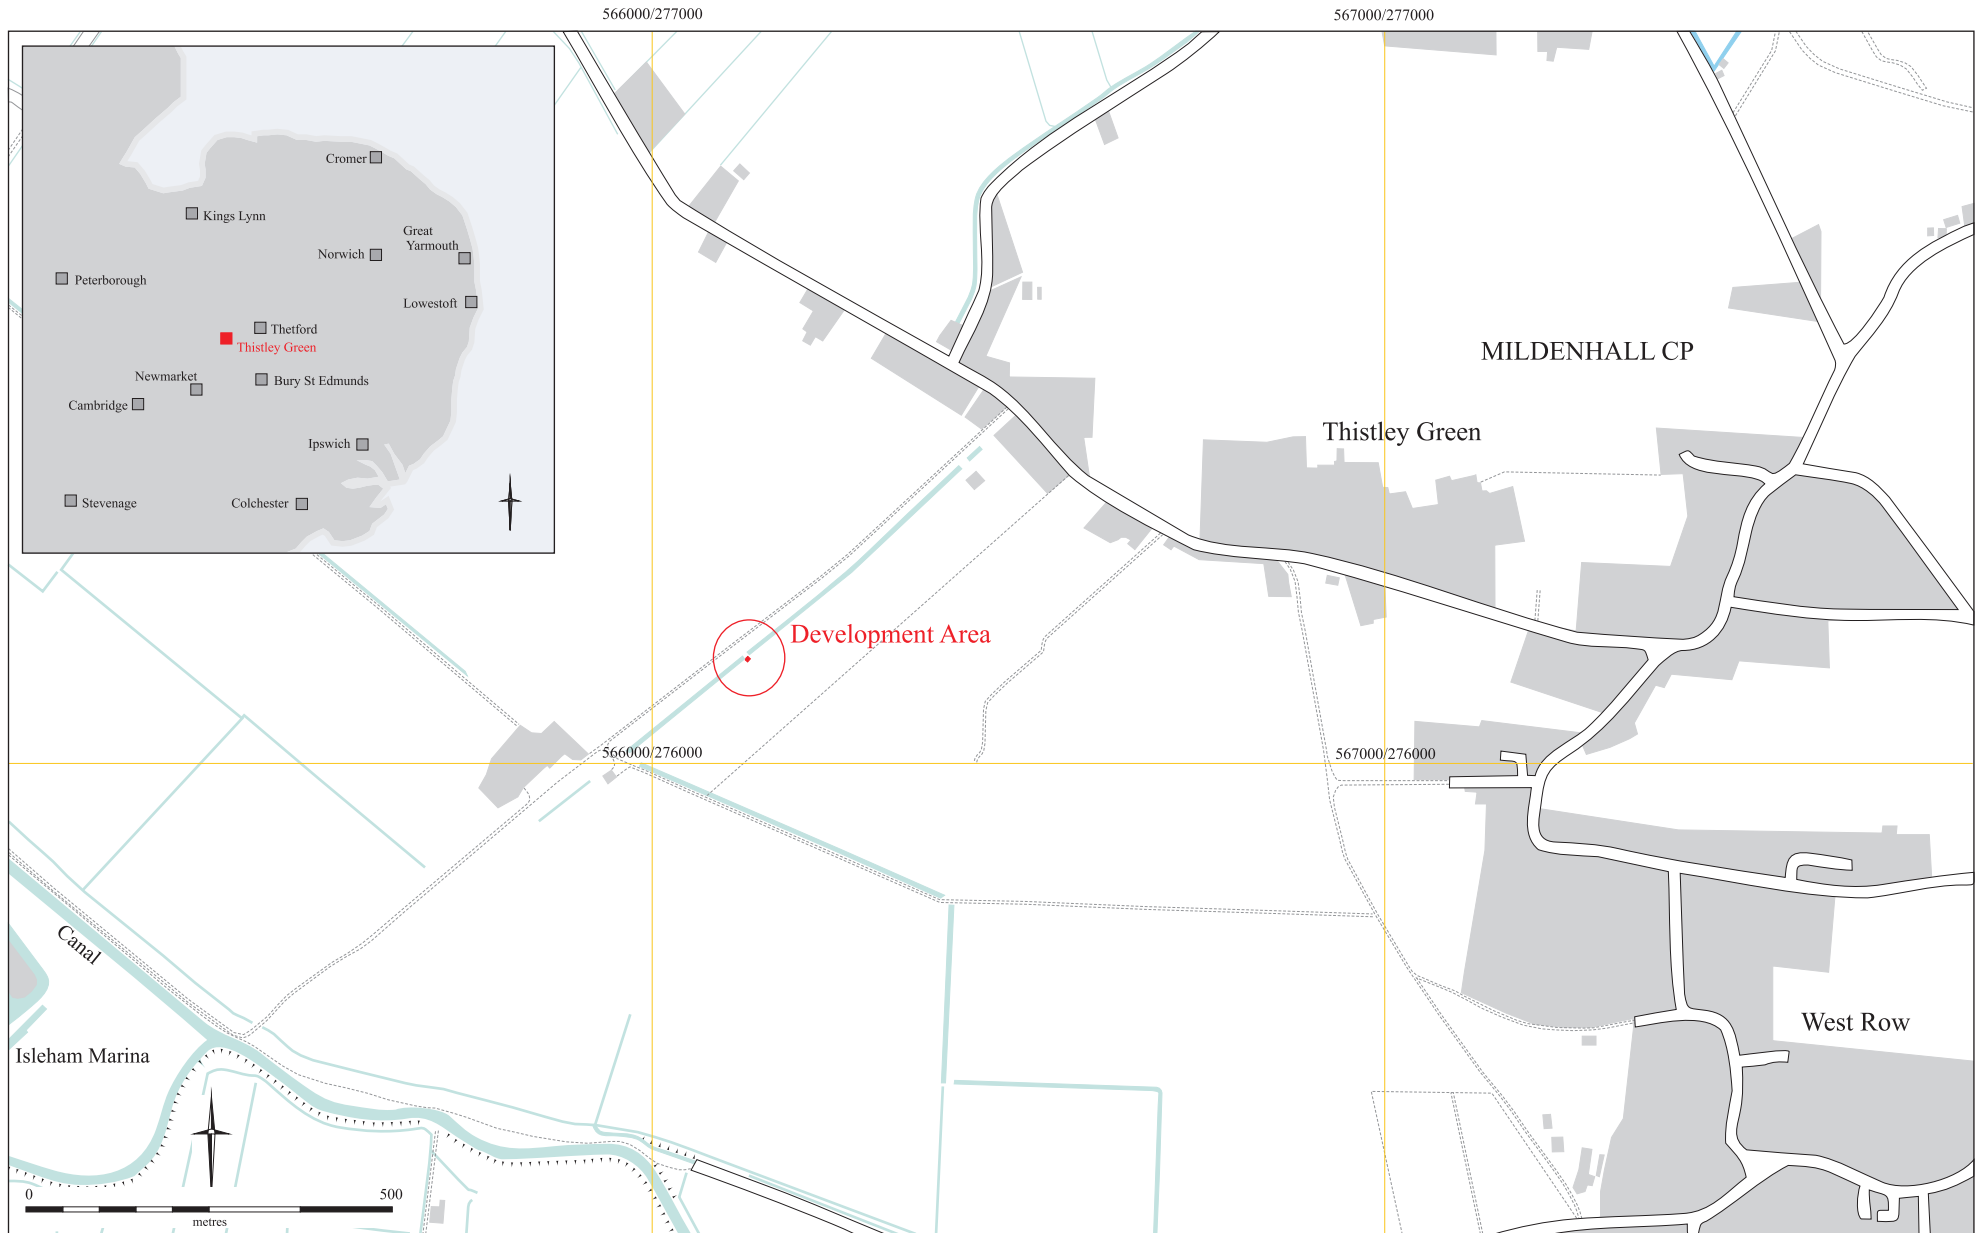 566000/277000
567000/277000
Cromer
Kings Lynn
Great
Yarmouth
Norwich
Peterborough
Lowestoft
Thetford
Thistley Green
Newmarket
Bury St Edmunds
Cambridge
Ipswich
Stevenage
Colchester
MILDENHALL CP
Thistley Green
Development Area
566000/276000
567000/276000
Canal
West Row
Isleham Marina
0
500
metres